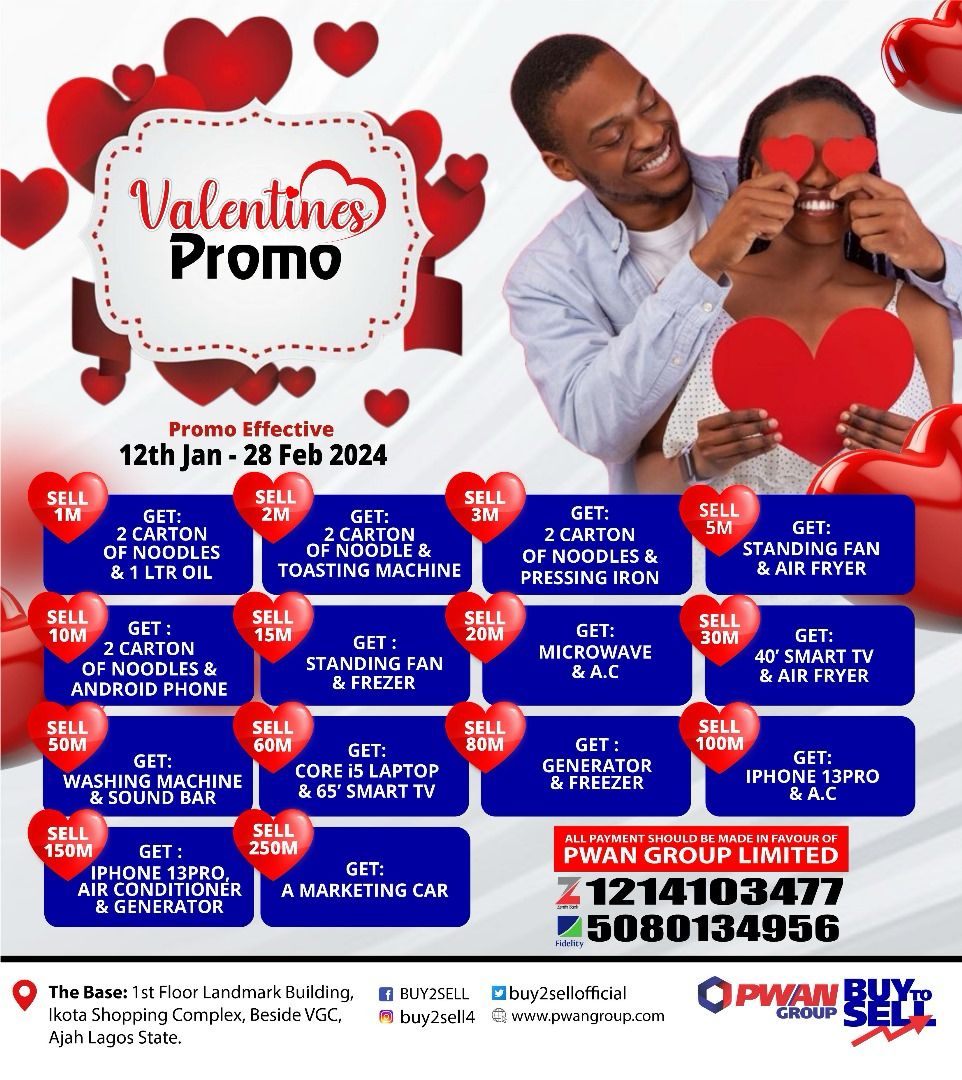 Valentines
Promo
Promo Effective
12th Jan - 28 Feb 2024
SELL
1M
GET:
2 CARTON
OF NOODLES
& 1 LTR OIL
SELL
2M
GET:
2 CARTON
OF NOODLE &
TOASTING MACHINE
SELL
3M
GET:
2 CARTON
OF NOODLES &
PRESSING IRON
SELL
5M
GET:
STANDING FAN
& AIR FRYER
SELL
10M
GET :
2 CARTON
OF NOODLES &
ANDROID PHONE
SELL
15M
GET :
STANDING FAN
& FREZER
SELL
20M
GET:
MICROWAVE
& A.C
SELL
30M
GET:
40’ SMART TV
& AIR FRYER
SELL
50M
GET:
WASHING MACHINE
& SOUND BAR
SELL
60M
GET:
CORE i5 LAPTOP
& 65’ SMART TV
SELL
80M
GET :
GENERATOR
& FREEZER
SELL
100M
GET:
IPHONE 13PRO
& A.C
SELL
150M
GET :
IPHONE 13PRO,
AIR CONDITIONER
& GENERATOR
SELL
250M
GET:
A MARKETING CAR
ALL PAYMENT SHOULD BE MADE IN FAVOUR OF
PWAN GROUP LIMITED
Zenith Bank
1214103477
Fidelity
5080134956
The Base: 1st Floor Landmark Building,
Ikota Shopping Complex, Beside VGC,
Ajah Lagos State.
BUY2SELL
buy2sell4
buy2sellofficial
www.pwangroup.com
PWAN
GROUP
BUY TO
SELL